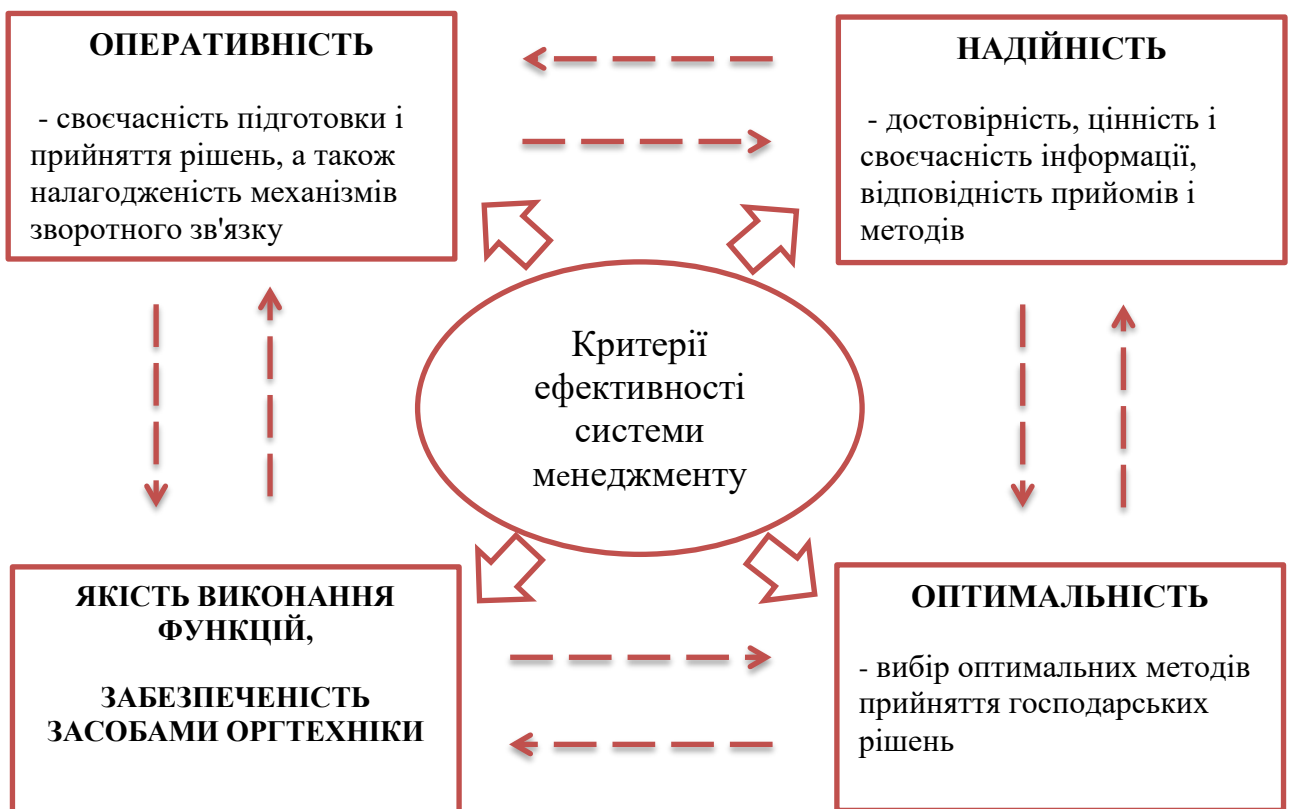 ОПЕРАТИВНІСТЬ
- своєчасність підготовки і
прийняття рішень, а також
налагодженість механізмів
зворотного зв'язку
НАДІЙНІСТЬ
- достовірність, цінність і
своєчасність інформації,
відповідність прийомів і
методів
Критерії
ефективності
системи
менеджменту
ЯКІСТЬ ВИКОНАННЯ
ФУНКЦІЙ,
ЗАБЕЗПЕЧЕНІСТЬ
ЗАСОБАМИ ОРГТЕХНІКИ
ОПТИМАЛЬНІСТЬ
- вибір оптимальних методів
прийняття господарських
рішень